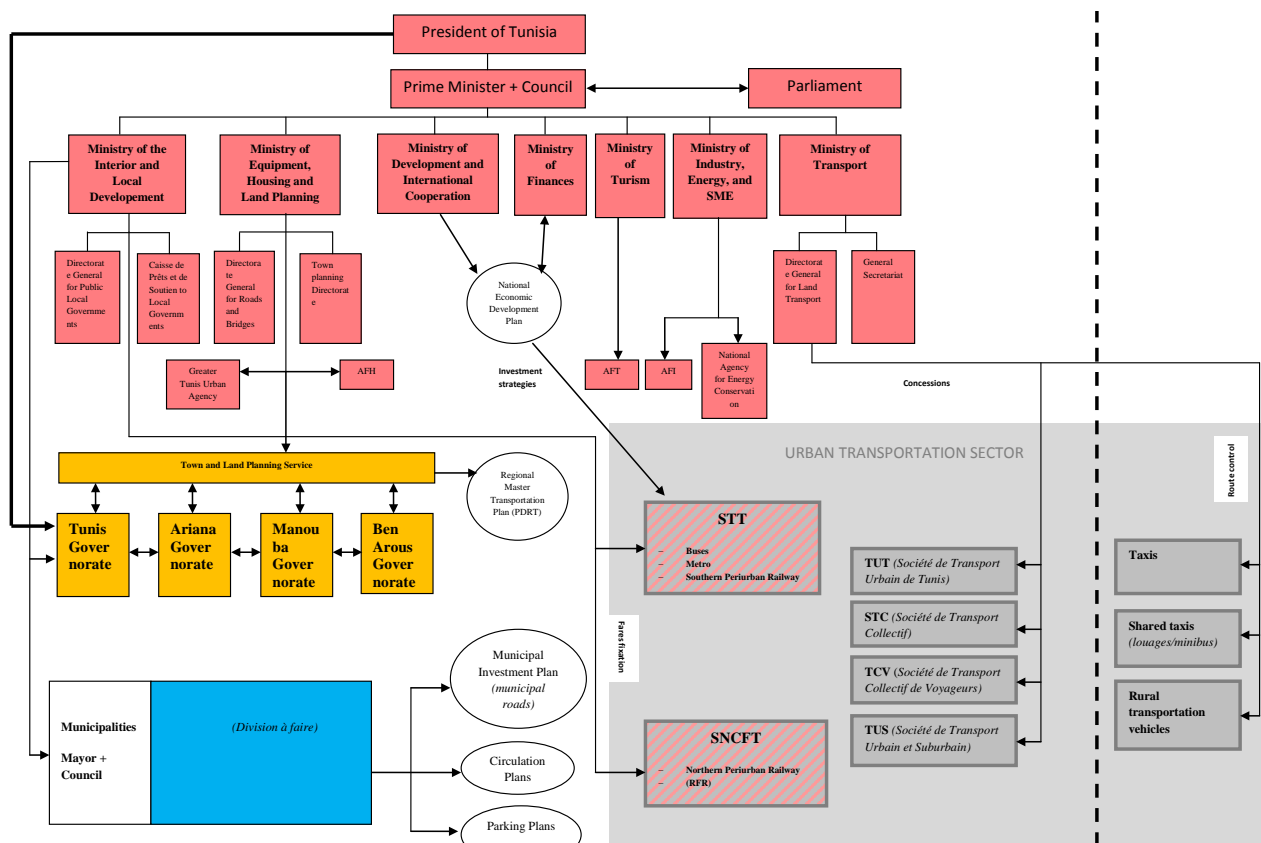 President of Tunisia
Prime Minister + Council
Parliament
Ministry of the
Interior and
Local
Developement
Ministry of
Equipment,
Housing and
Land Planning
Ministry of
Development and
International
Cooperation
Ministry
of
Finances
Ministry
of
Turism
Ministry of
Industry,
Energy, and
SME
Ministry of
Transport
Directorat
e General
for Public
Local
Governme
nts
Caisse de
Prêts et de
Soutien to
Local
Governm
ents
Directora
te
General
for Roads
and
Bridges
Town
planning
Directorat
e
National
Economic
Development
Plan
Directorat
e General
for Land
Transport
General
Secretariat
Greater
Tunis Urban
Agency
AFH
Investment
strategies
AFT
AFI
National
Agency
for Energy
Conservati
on
Concessions
URBAN TRANSPORTATION SECTOR
Route control
Town and Land Planning Service
Regional
Master
Transportation
Plan (PDRT)
Tunis
Gover
norate
Ariana
Gover
norate
Manou
ba
Gover
norate
Ben
Arous
Gover
norate
STT
– Buses
– Metro
– Southern Periurban Railway
TUT (Société de Transport
Urbain de Tunis)
STC (Société de Transport
Collectif)
TCV (Société de Transport
Collectif de Voyageurs)
TUS (Société de Transport
Urbain et Suburbain)
Taxis
Shared taxis
(louages/minibus)
Rural
transportation
vehicles
Fares fixation
Municipalities
Mayor +
Council
(Division à faire)
Municipal
Investment Plan
(municipal
roads)
Circulation
Plans
Parking Plans
SNCFT
– Northern Periurban Railway
– (RFR)